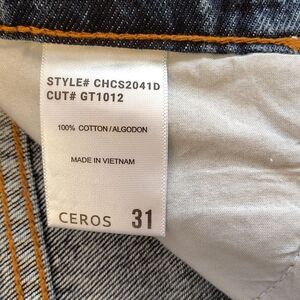 STYLE# CHCS2041D
CUT# GT1012
100% COTTON/ALGODON
MADE IN VIETNAM
CEROS 31